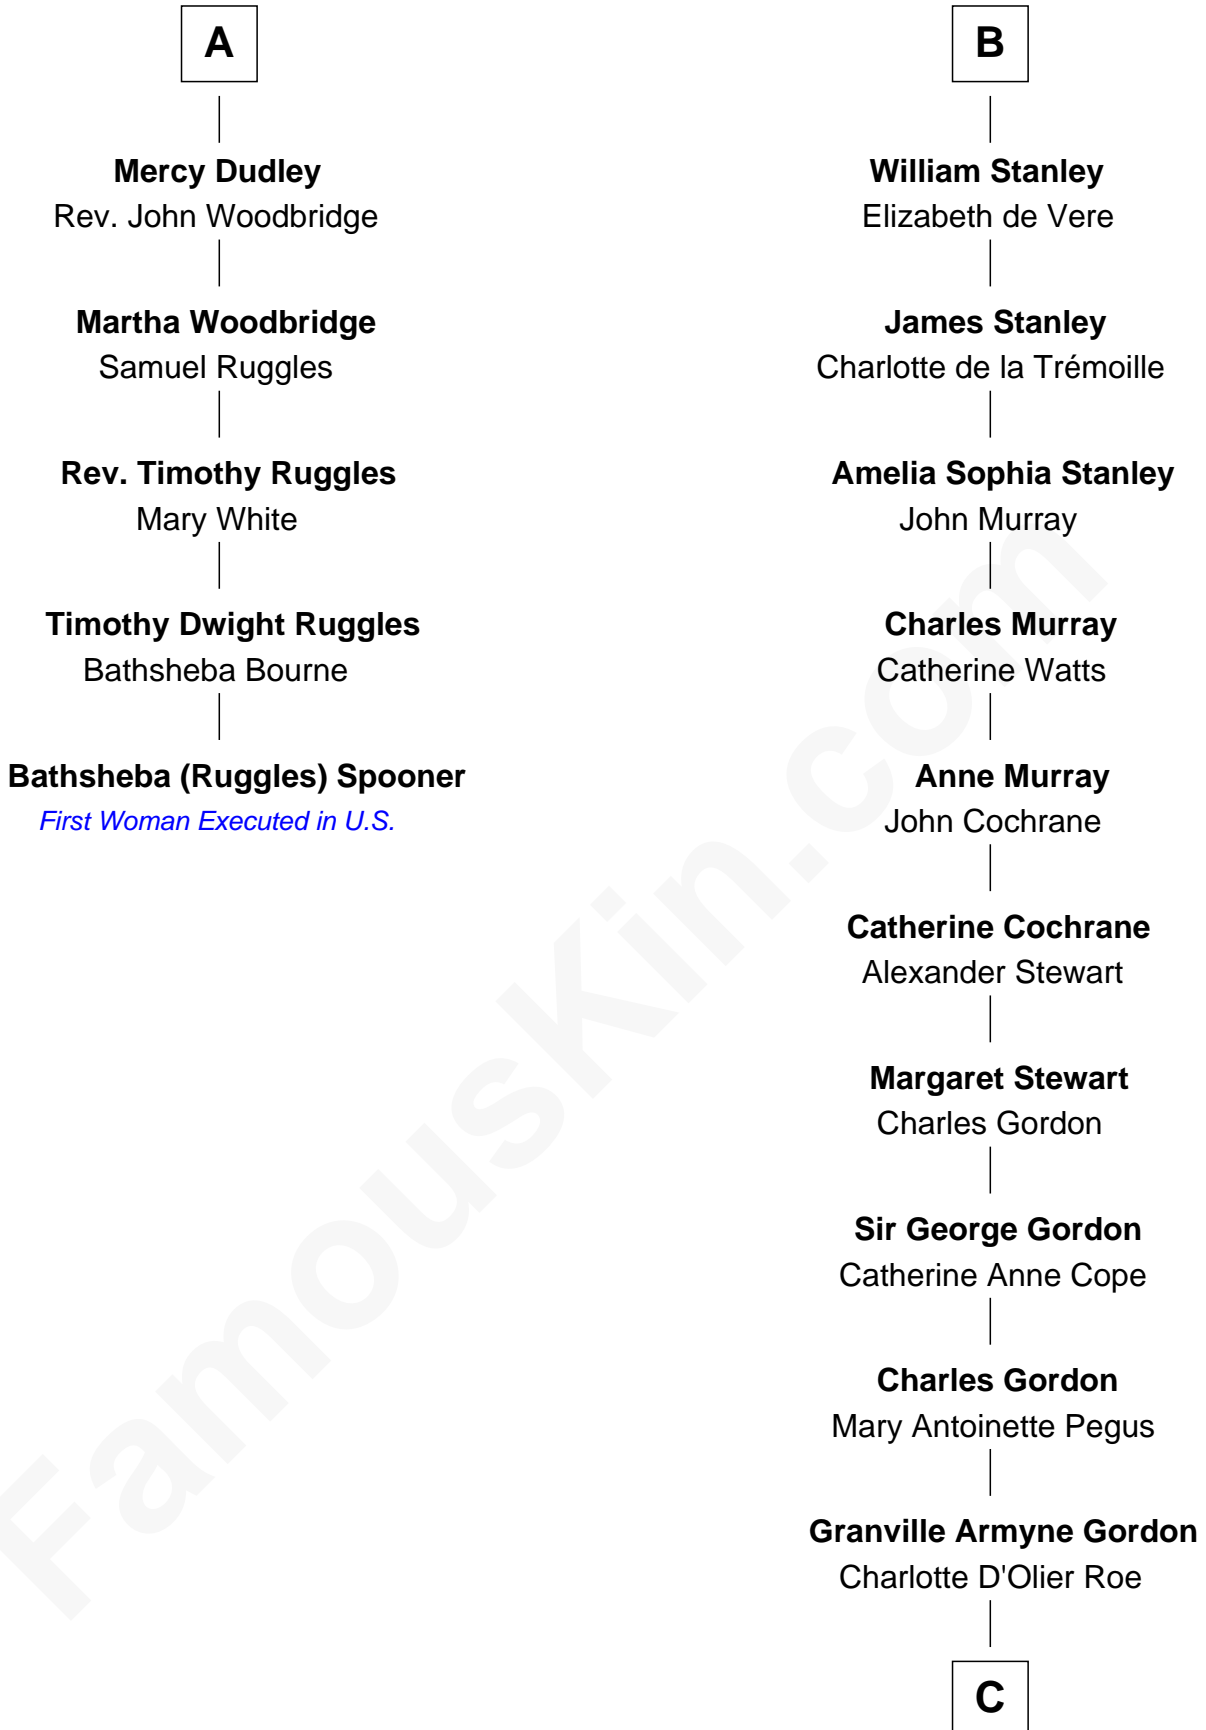 A
Mercy Dudley
Rev. John Woodbridge
Martha Woodbridge
Samuel Ruggles
Rev. Timothy Ruggles
Mary White
Timothy Dwight Ruggles
Bathsheba Bourne
Bathsheba (Ruggles) Spooner
First Woman Executed in U.S.
B
William Stanley
Elizabeth de Vere
James Stanley
Charlotte de la Trémoille
Amelia Sophia Stanley
John Murray
Charles Murray
Catherine Watts
Anne Murray
John Cochrane
Catherine Cochrane
Alexander Stewart
Margaret Stewart
Charles Gordon
Sir George Gordon
Catherine Anne Cope
Charles Gordon
Mary Antoinette Pegus
Granville Armyne Gordon
Charlotte D'Olier Roe
C
FamousKin.com